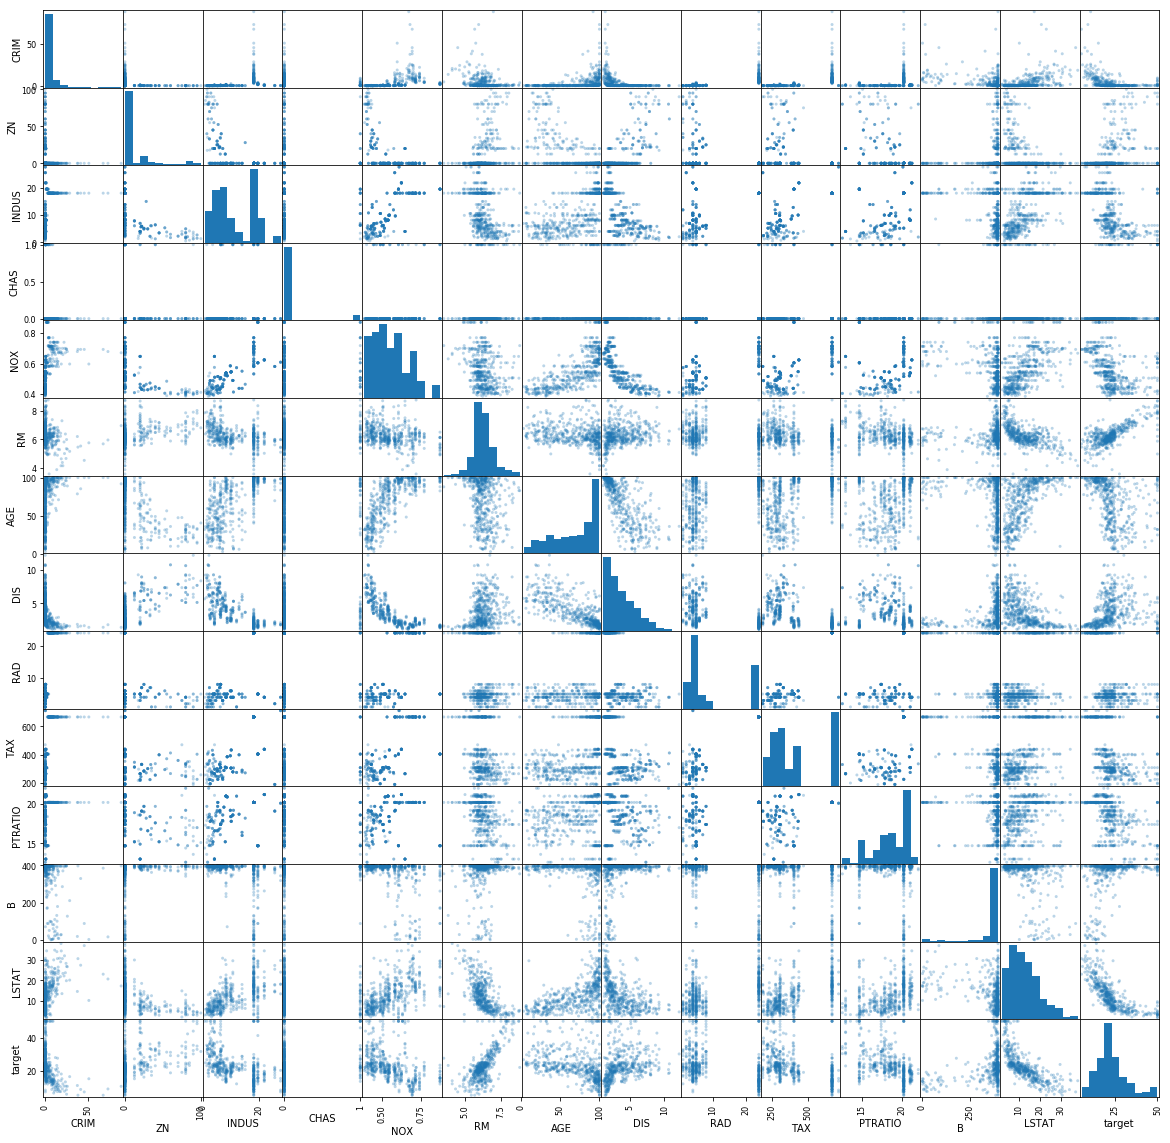 CRIM
50
0
ZN
100
50
0
INDUS
20
10
0
CHAS
1.0
0.5
0.0
NOX
0.8
0.6
0.4
RM
8
6
4
AGE
100
50
0
DIS
10
5
RAD
20
10
TAX
600
400
200
PTRATIO
20
15
B
400
200
0
LSTAT
30
20
10
target
40
20
0 50 0 100 0 20 0 1 0.50 0.75 5.0 7.5 0 50 100 5 10 10 20 250 500 15 20 0 250 10 20 30 25 50
CRIM ZN INDUS CHAS NOX RM AGE DIS RAD TAX PTRATIO B LSTAT target